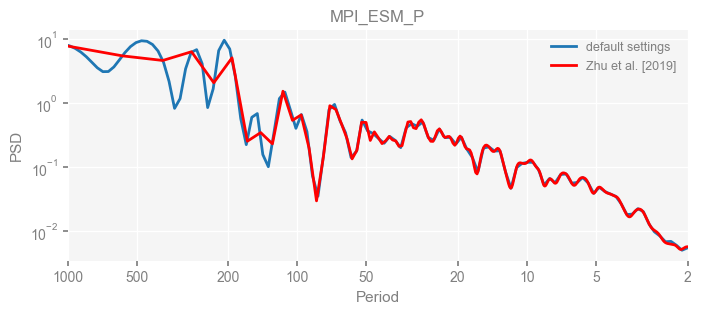 MPI_ESM_P
default settings
Zhu et al. [2019]
PSD
10¹
10⁰
10⁻¹
10⁻²
1000 500 200 100 50 20 10 5 2
Period